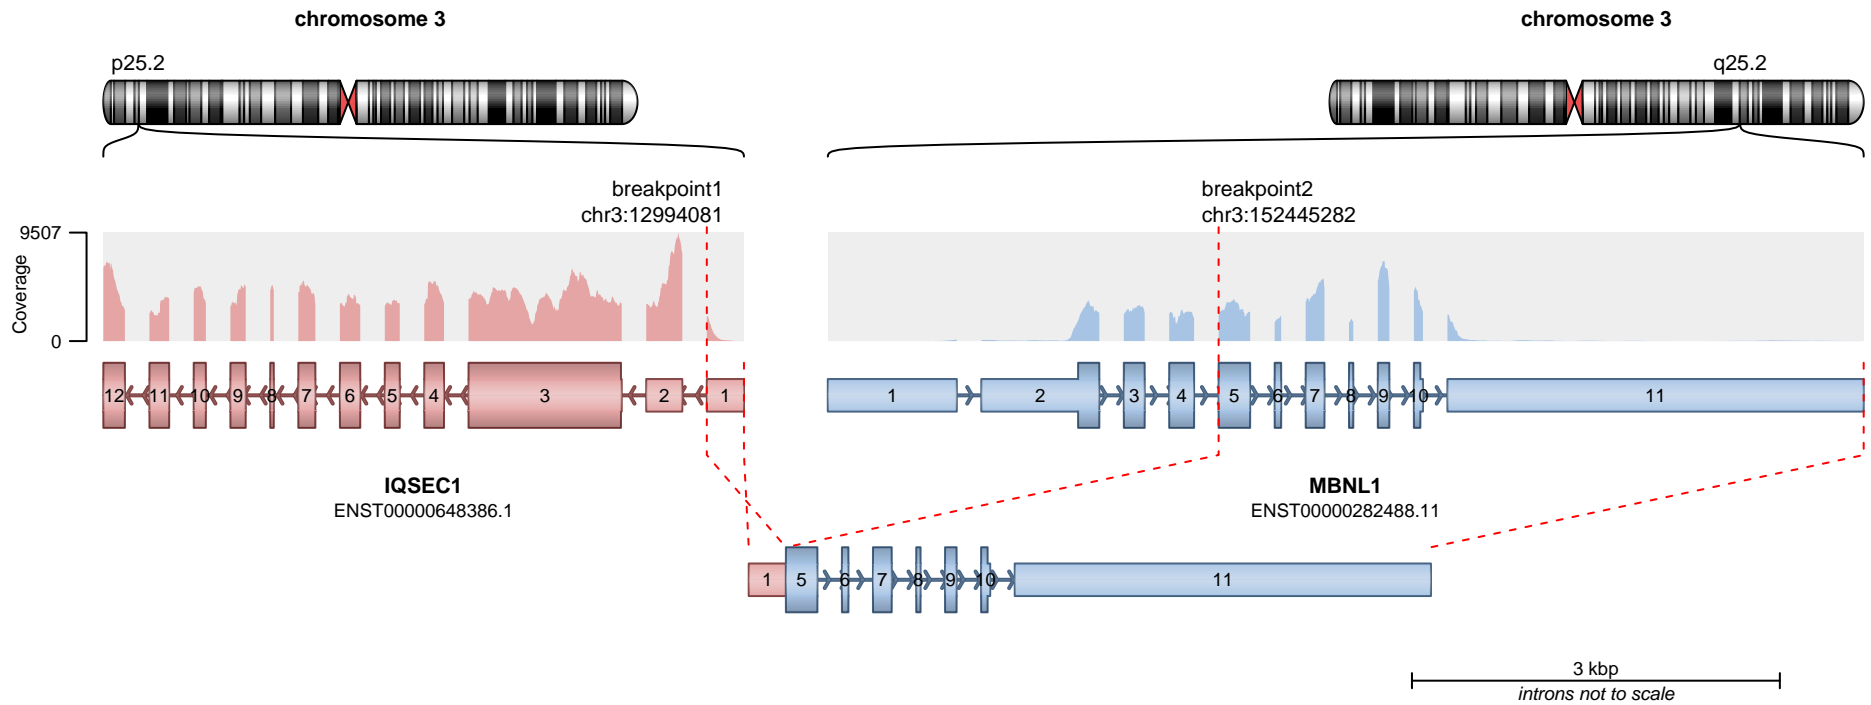 chromosome 3
chromosome 3
p25.2
q25.2
breakpoint1
chr3:12994081
breakpoint2
chr3:152445282
9507
Coverage
0
12 11 10 9 8 7 6 5 4 3 2 1
1 2 3 4 5 6 7 8 9 10 11
IQSEC1
ENST00000648386.1
MBNL1
ENST00000282488.11
1 5 6 7 8 9 10 11
3 kbp
introns not to scale